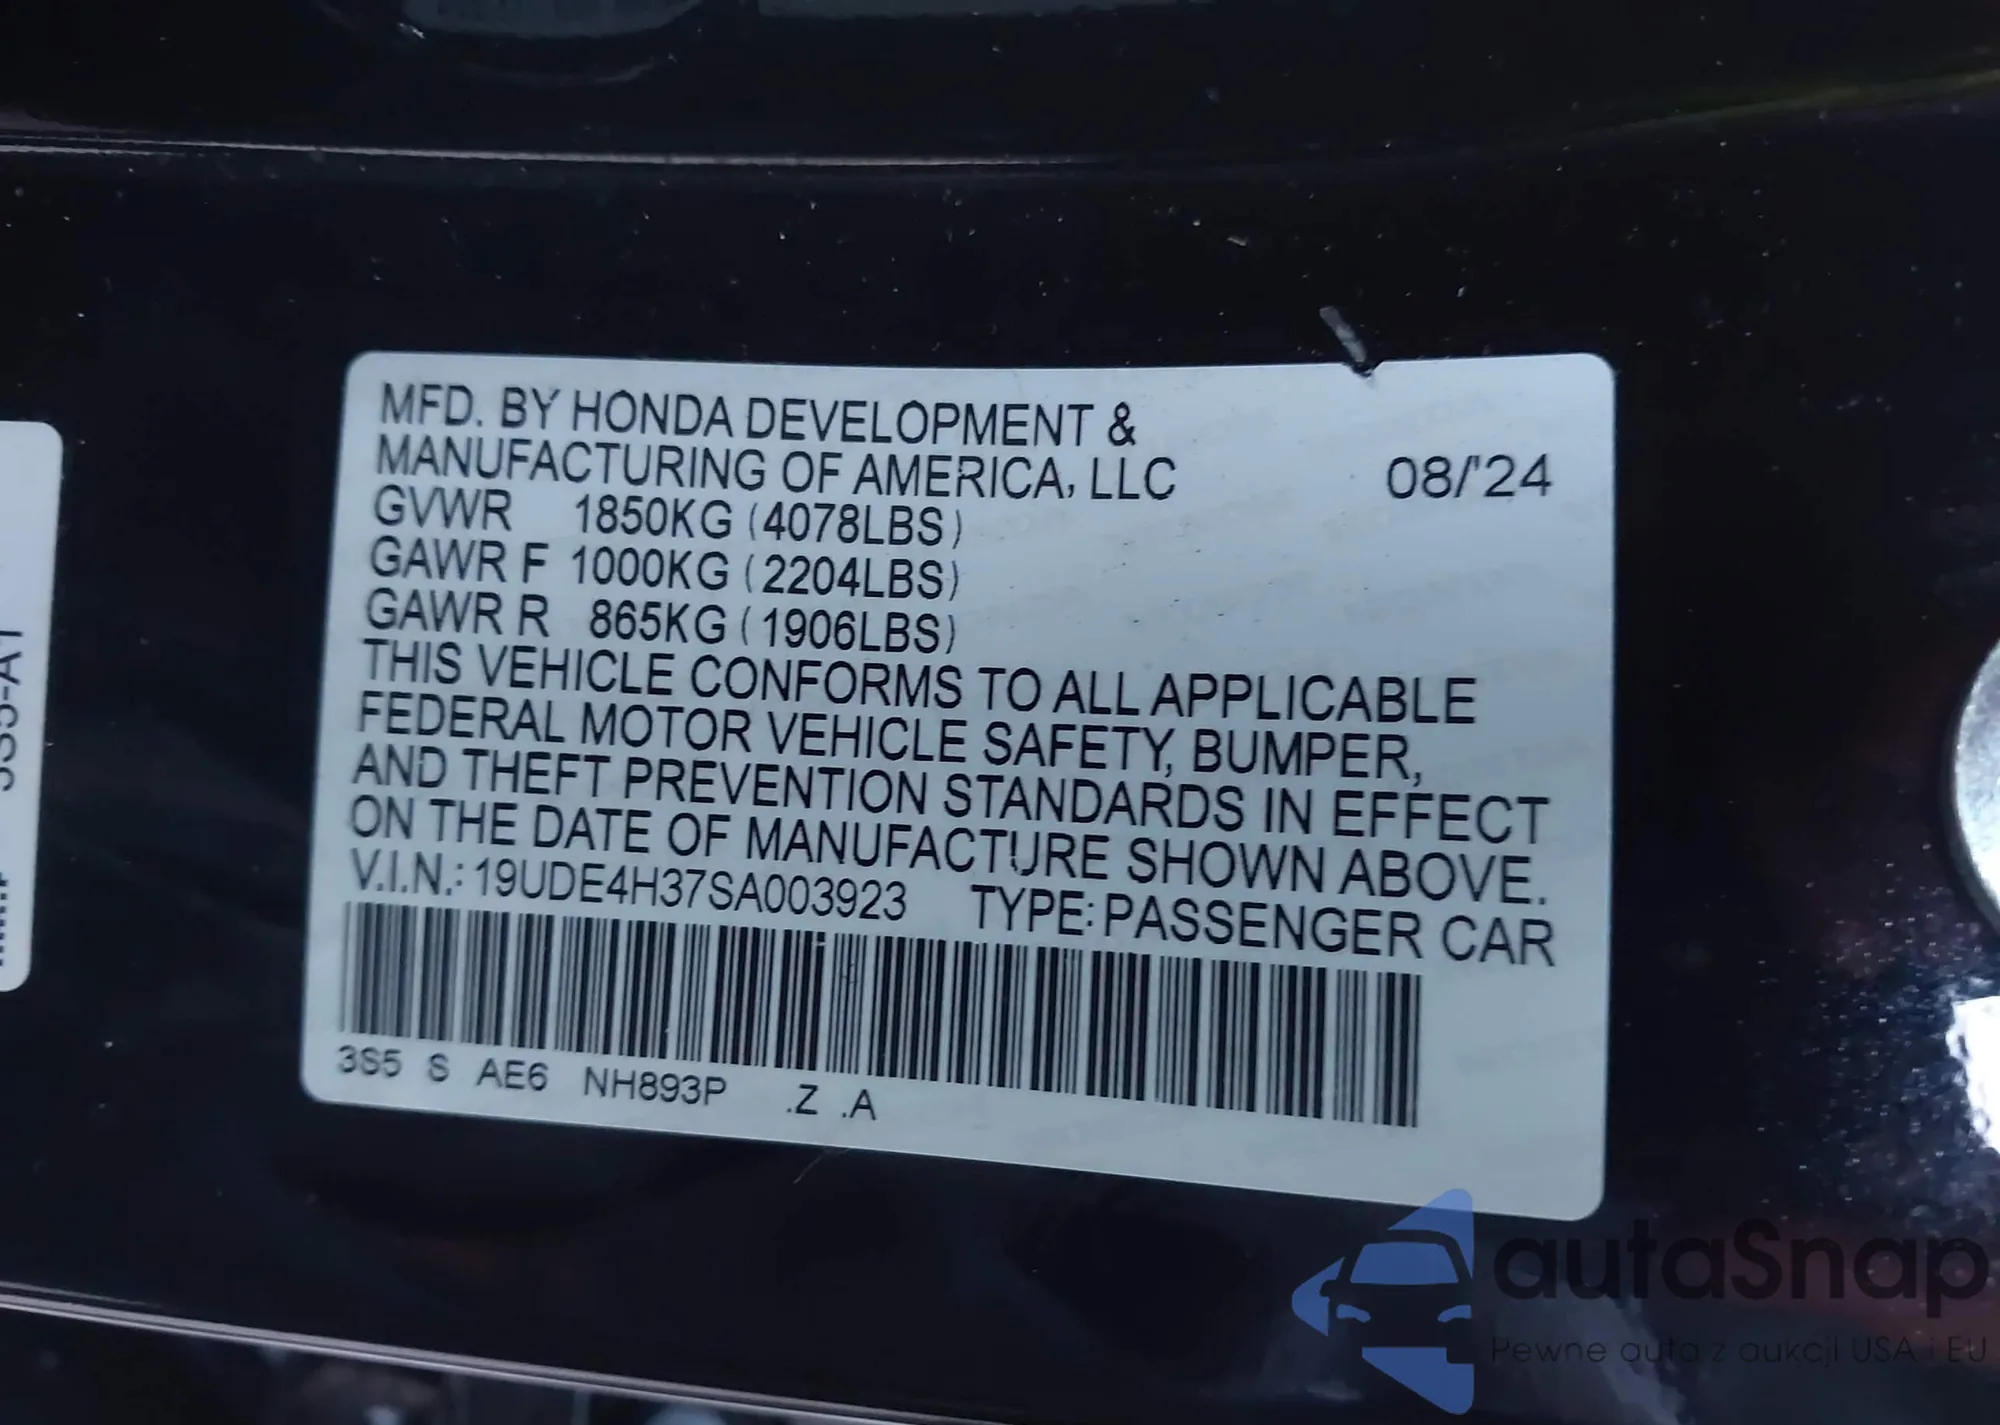 MFD. BY HONDA DEVELOPMENT &
MANUFACTURING OF AMERICA, LLC 08/'24
GVWR 1850KG (4078LBS)
GAWR F 1000KG (2204LBS)
GAWR R 865KG (1906LBS)
THIS VEHICLE CONFORMS TO ALL APPLICABLE
FEDERAL MOTOR VEHICLE SAFETY, BUMPER,
AND THEFT PREVENTION STANDARDS IN EFFECT
ON THE DATE OF MANUFACTURE SHOWN ABOVE.
V.I.N.: 19UDE4H37SA003923 TYPE: PASSENGER CAR
3S5 S AE6 NH893P .Z .A
3S5-A1
autaSnap
Pewne auta z aukcji USA i EU